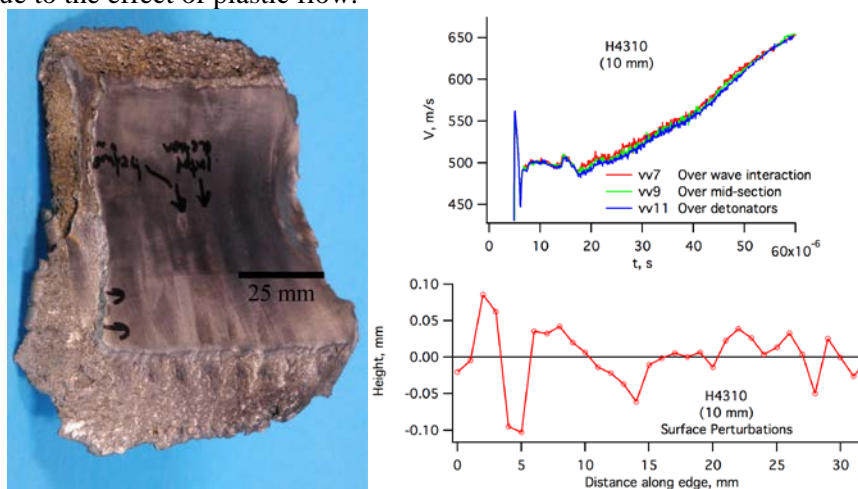 due to the effect of plastic flow.
25 mm
H4310
(10 mm)
V, m/s
650
600
550
500
450
vv7 Over wave interaction
vv9 Over mid-section
vv11 Over detonators
0
10
20
30
40
50
60x10⁻⁶
t, s
Height, mm
0.10
0.05
0.00
-0.05
-0.10
H4310
(10 mm)
Surface Perturbations
0
5
10
15
20
25
30
Distance along edge, mm